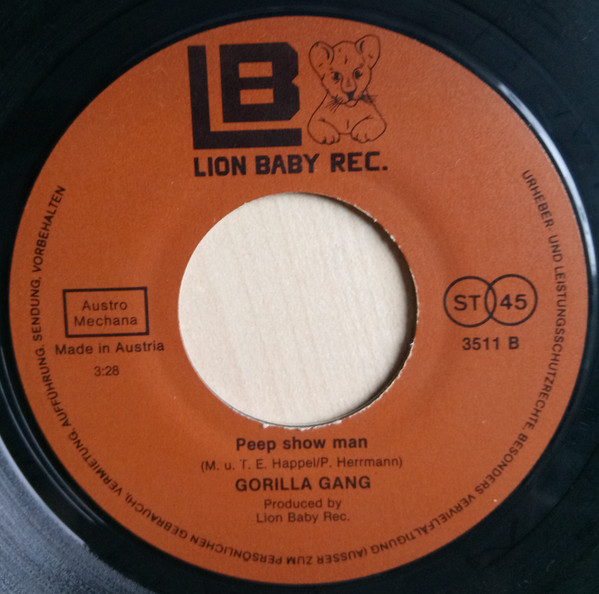 LB
LION BABY REC.
Austro
Mechana
Made in Austria
3:28
ST 45
3511 B
Peep show man
(M. u. T. E. Happel/P. Herrmann)
GORILLA GANG
Produced by
Lion Baby Rec.
URHEBER- UND LEISTUNGSSCHUTZRECHTE, BESONDERS VERVIELFÄLTIGUNG (AUSSER ZUM PERSÖNLICHEN GEBRAUCH), VERMIETUNG, AUFFÜHRUNG, SENDUNG, VORBEHALTEN